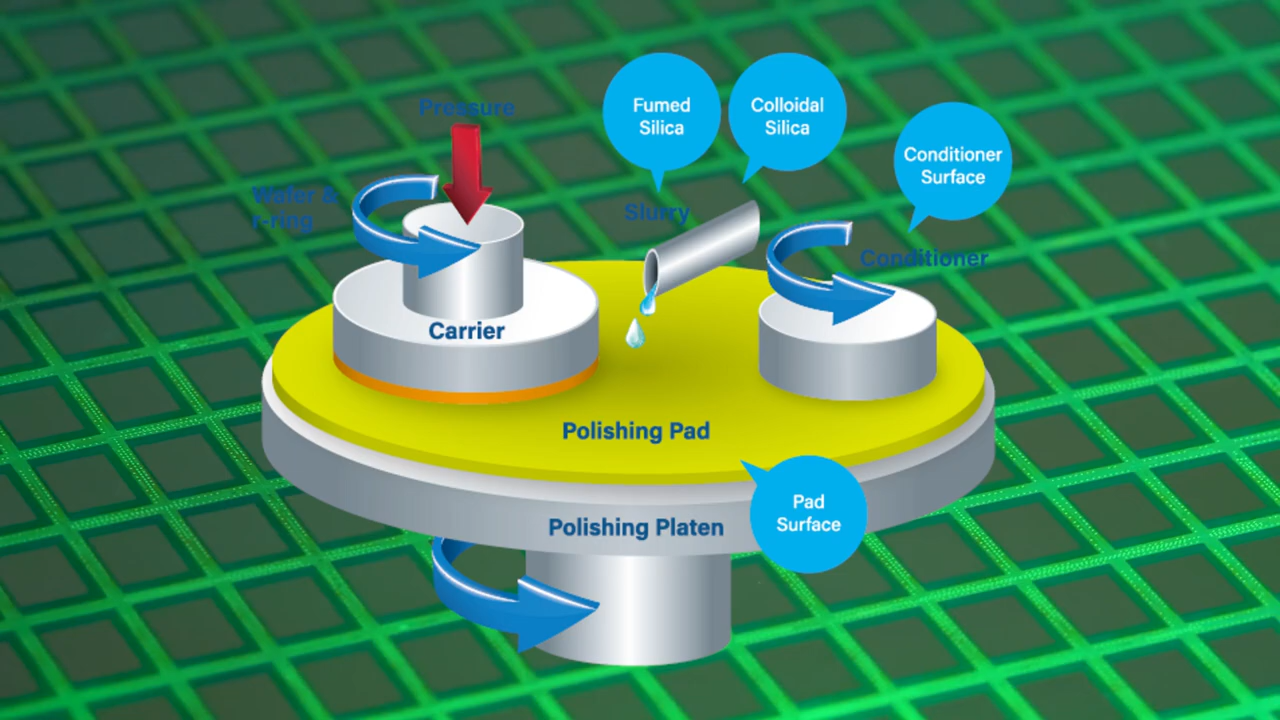 Pressure
Fumed
Silica
Colloidal
Silica
Conditioner
Surface
Wafer &
r-ring
Slurry
Conditioner
Carrier
Polishing Pad
Pad
Surface
Polishing Platen